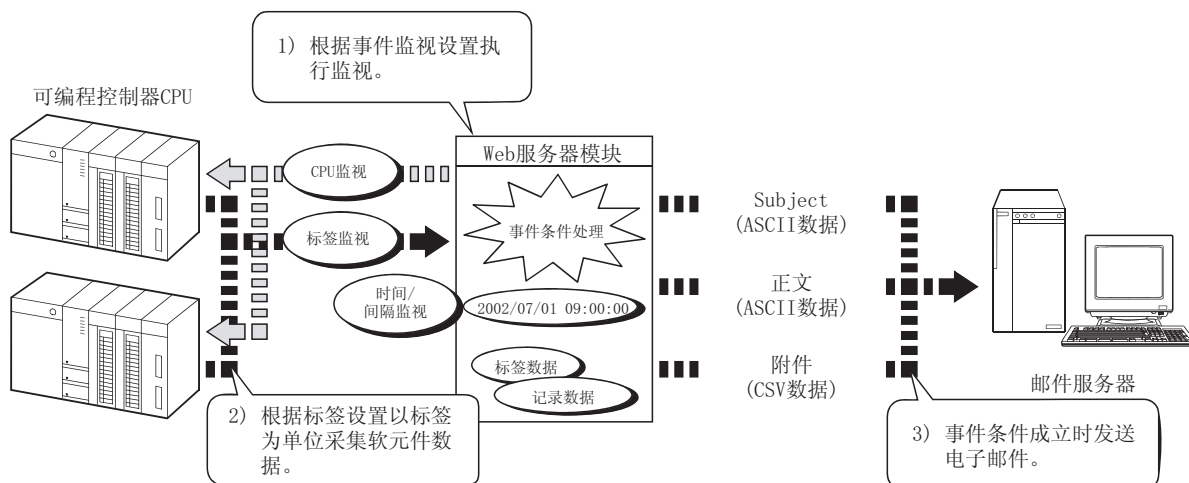 1) 根据事件监视设置执
行监视。
可编程控制器CPU
Web服务器模块
CPU监视
事件条件处理
标签监视
时间/
间隔监视
2002/07/01 09:00:00
标签数据
记录数据
Subject
(ASCII数据)
正文
(ASCII数据)
附件
(CSV数据)
邮件服务器
2) 根据标签设置以标签
为单位采集软元件数
据。
3) 事件条件成立时发送
电子邮件。